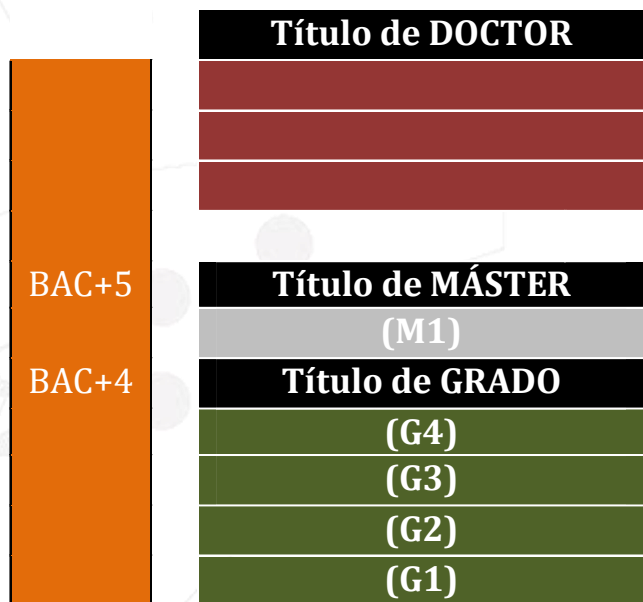 Título de DOCTOR
BAC+5 Título de MÁSTER
(M1)
BAC+4 Título de GRADO
(G4)
(G3)
(G2)
(G1)